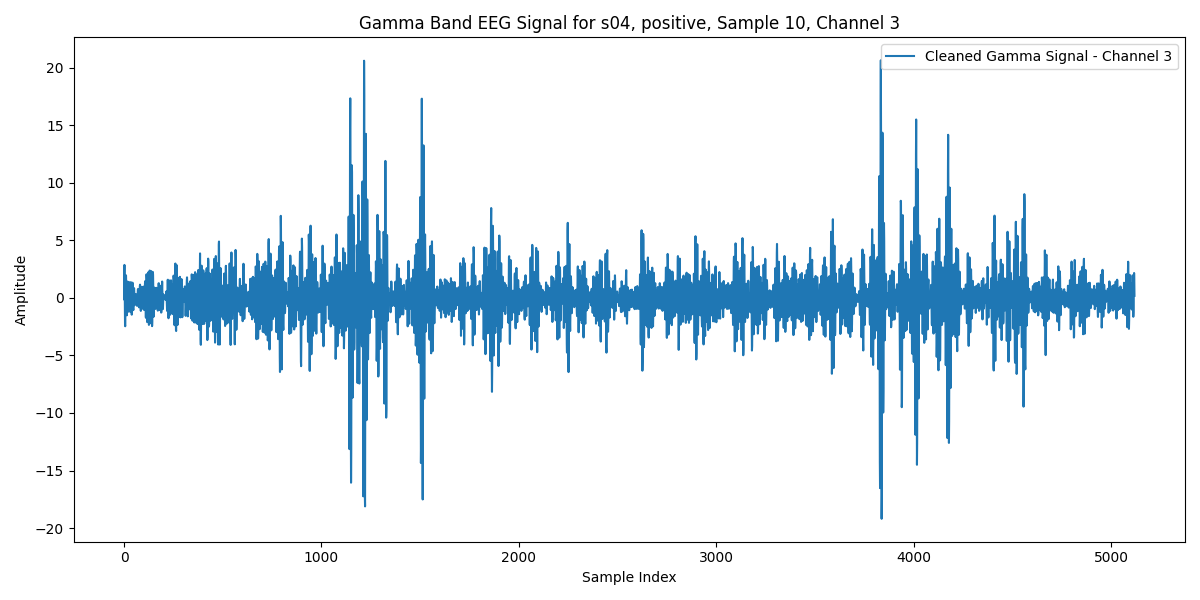 Gamma Band EEG Signal for s04, positive, Sample 10, Channel 3
Cleaned Gamma Signal - Channel 3
Amplitude
20
15
10
5
0
−5
−10
−15
−20
0 1000 2000 3000 4000 5000
Sample Index